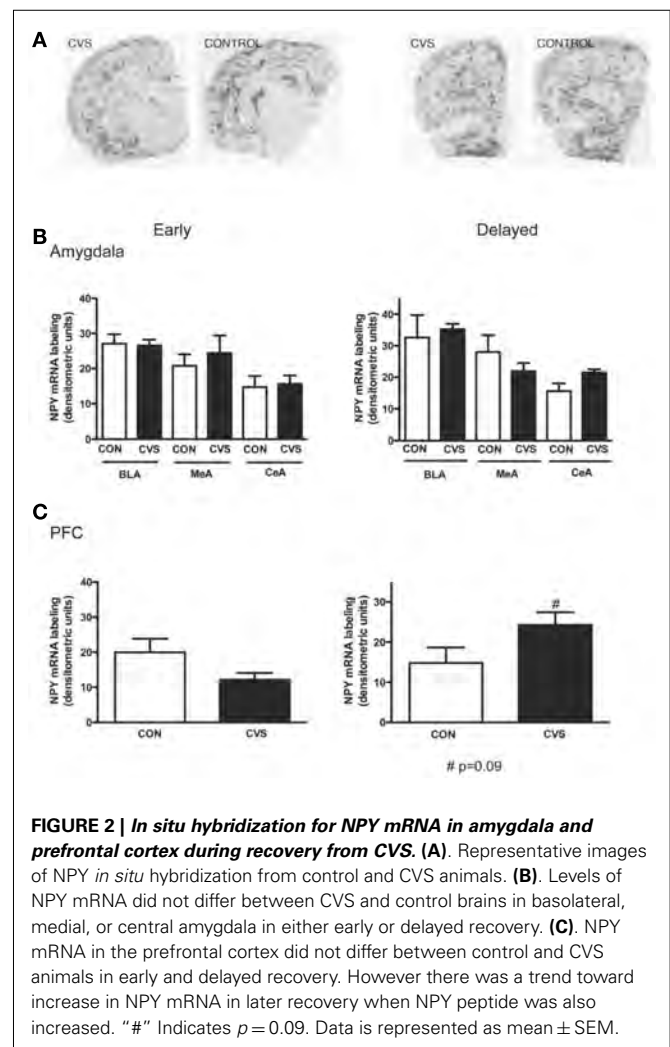 A
CVS
CONTROL
CVS
CONTROL
B
Early
Delayed
Amygdala
NPY mRNA labeling
(densitometric units)
40
30
20
10
0
CON CVS CON CVS CON CVS
BLA MeA CeA
NPY mRNA labeling
(densitometric units)
40
30
20
10
0
CON CVS CON CVS CON CVS
BLA MeA CeA
C
PFC
NPY mRNA labeling
(densitometric units)
40
30
20
10
0
CON CVS
NPY mRNA labeling
(densitometric units)
30
20
10
0
#
CON CVS
# p=0.09
FIGURE 2 | In situ hybridization for NPY mRNA in amygdala and
prefrontal cortex during recovery from CVS. (A). Representative images
of NPY in situ hybridization from control and CVS animals. (B). Levels of
NPY mRNA did not differ between CVS and control brains in basolateral,
medial, or central amygdala in either early or delayed recovery. (C). NPY
mRNA in the prefrontal cortex did not differ between control and CVS
animals in early and delayed recovery. However there was a trend toward
increase in NPY mRNA in later recovery when NPY peptide was also
increased. “#” Indicates p = 0.09. Data is represented as mean ± SEM.